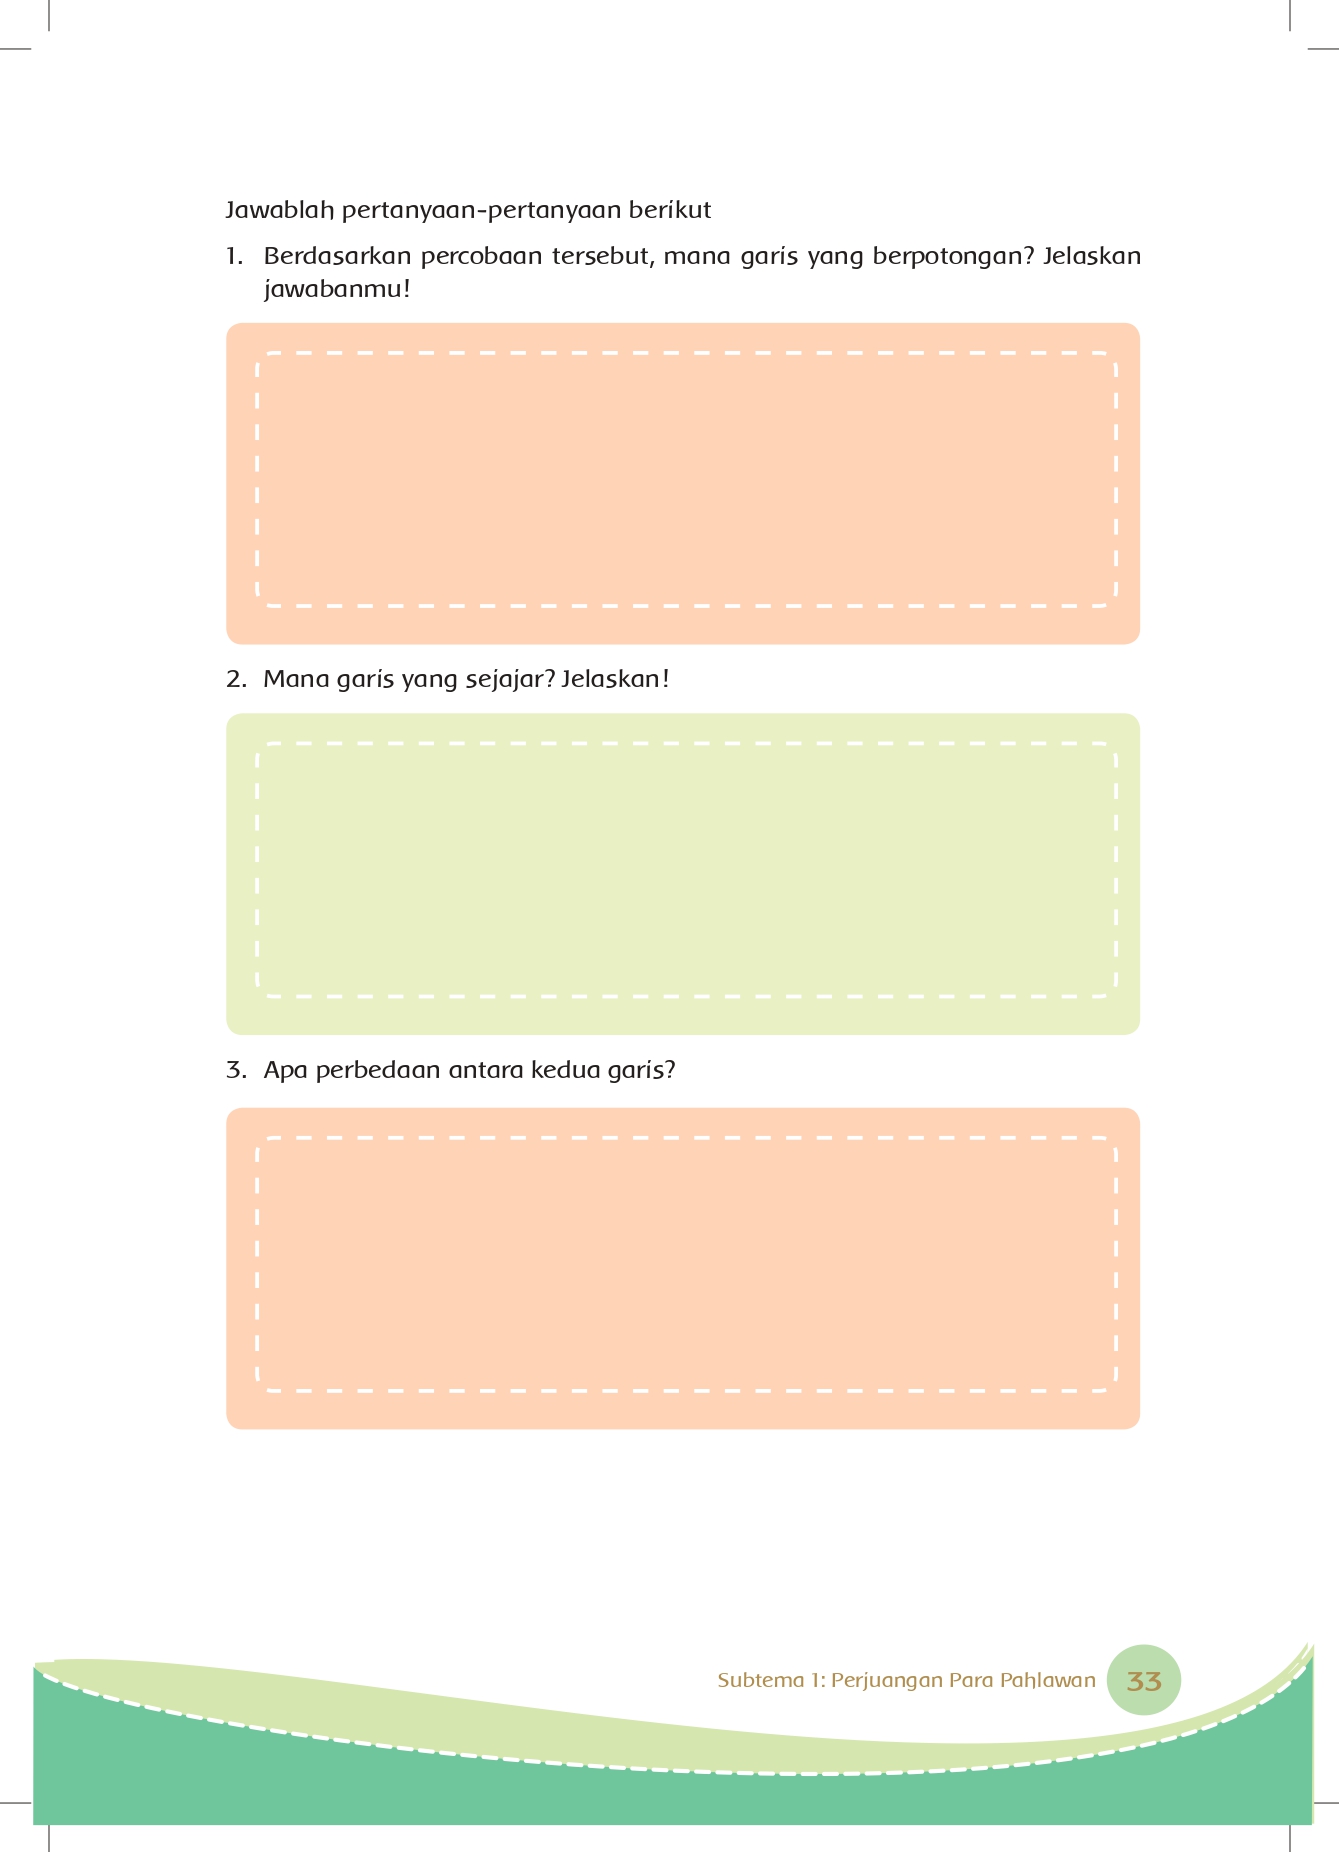 Jawablah pertanyaan-pertanyaan berikut
1. Berdasarkan percobaan tersebut, mana garis yang berpotongan? Jelaskan
jawabanmu!
2. Mana garis yang sejajar? Jelaskan!
3. Apa perbedaan antara kedua garis?
Subtema 1: Perjuangan Para Pahlawan 33